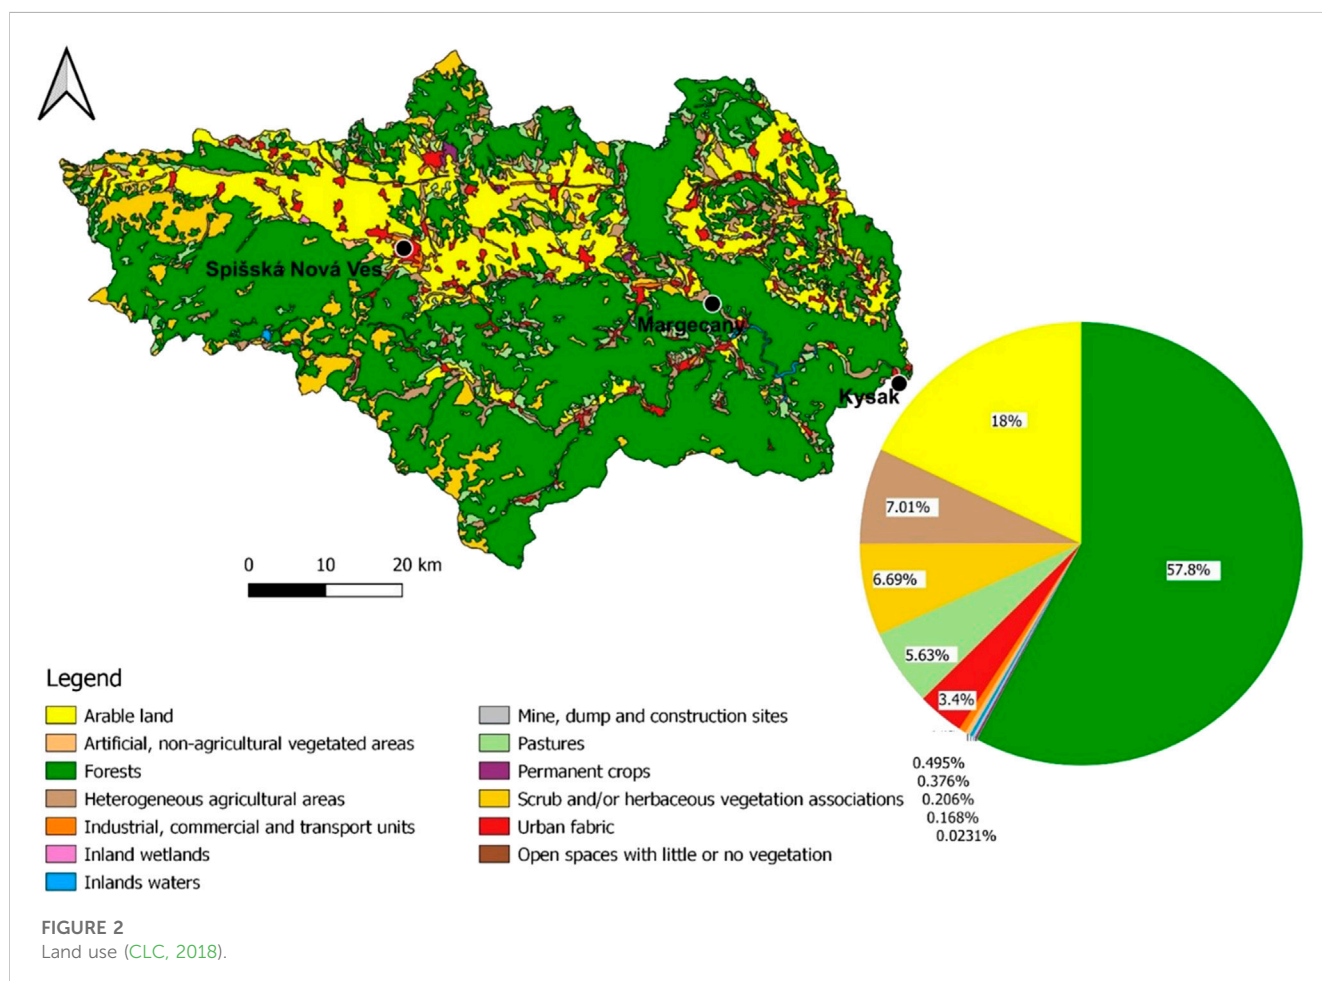 Spišská Nová Ves
Margecany
Kysak
0 10 20 km
18%
7.01%
6.69%
5.63%
3.4%
57.8%
0.495%
0.376%
0.206%
0.168%
0.0231%
Legend
Arable land
Artificial, non-agricultural vegetated areas
Forests
Heterogeneous agricultural areas
Industrial, commercial and transport units
Inland wetlands
Inlands waters
Mine, dump and construction sites
Pastures
Permanent crops
Scrub and/or herbaceous vegetation associations
Urban fabric
Open spaces with little or no vegetation
FIGURE 2
Land use (CLC, 2018).